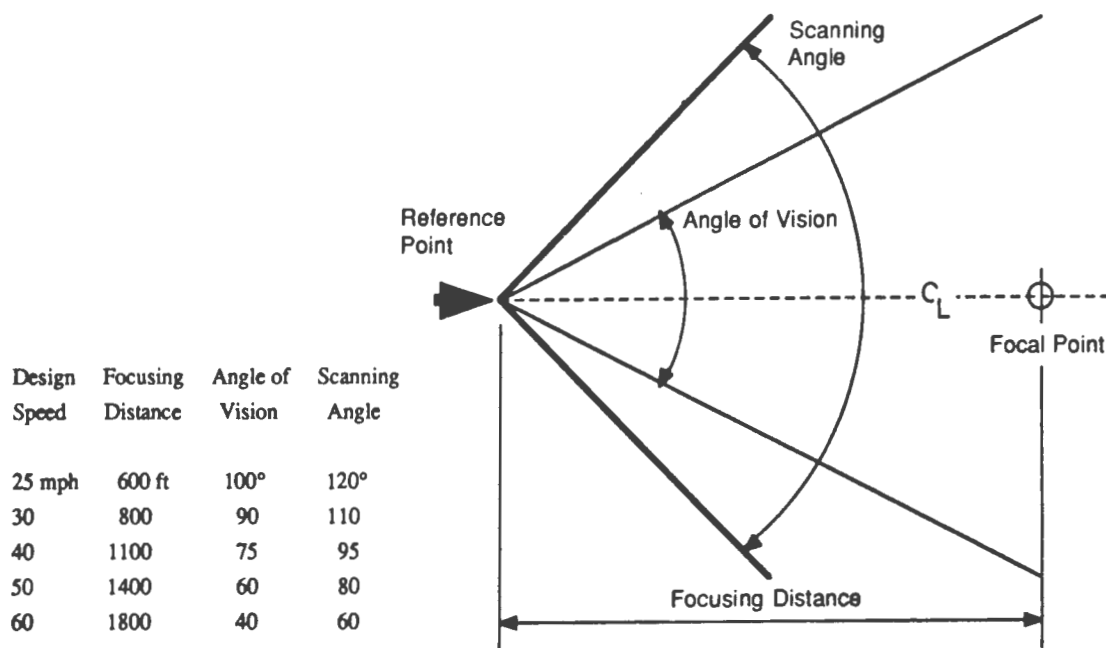 Scanning
Angle
Reference
Point
Angle of Vision
CL
Focal Point
Design Focusing Angle of Scanning
Speed Distance Vision Angle
25 mph 600 ft 100° 120°
30 800 90 110
40 1100 75 95
50 1400 60 80
60 1800 40 60
Focusing Distance